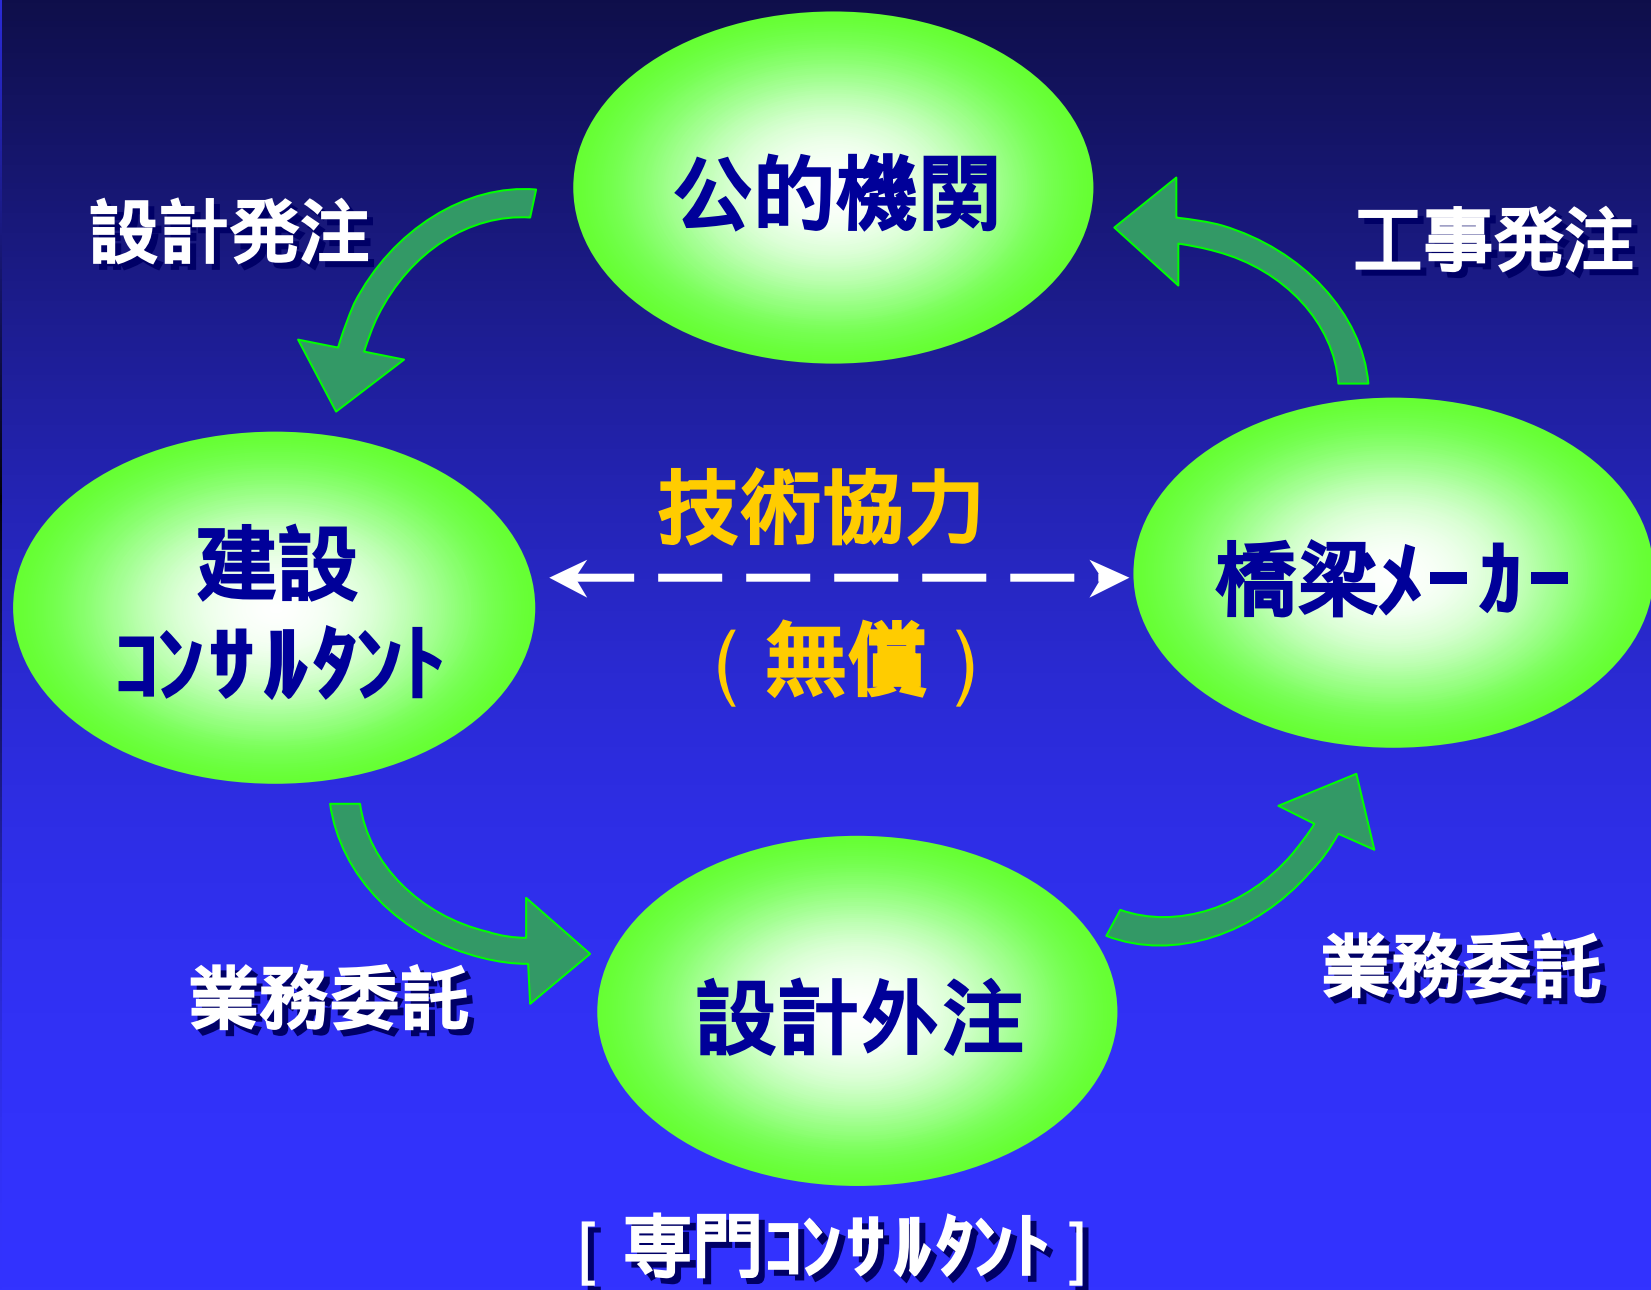 公的機関
設計発注
工事発注
技術協力
( 無償 )
建設
ｺﾝｻﾙﾀﾝﾄ
橋梁ﾒｰｶｰ
業務委託
業務委託
設計外注
[ 専門ｺﾝｻﾙﾀﾝﾄ ]